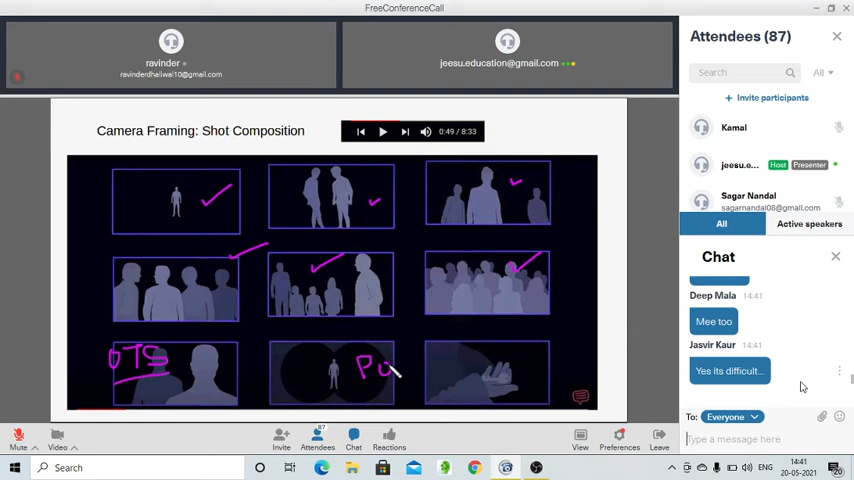 FreeConferenceCall
ravinder
ravinderdhaliwal10@gmail.com
jeesu.education@gmail.com
Camera Framing: Shot Composition
0:49 / 8:33
OTS
Po
Attendees (87)
Search
All
+ Invite participants
Kamal
jeesu.e...
Host
Presenter
Sagar Nandal
sagarnandal08@gmail.com
All
Active speakers
Chat
Deep Mala 14:41
Mee too
Jasvir Kaur 14:41
Yes its difficult...
To: Everyone
Type a message here
Mute
Video
Invite
87
Attendees
Chat
Reactions
View
Preferences
Leave
Search
ENG
14:41
20-05-2021
20